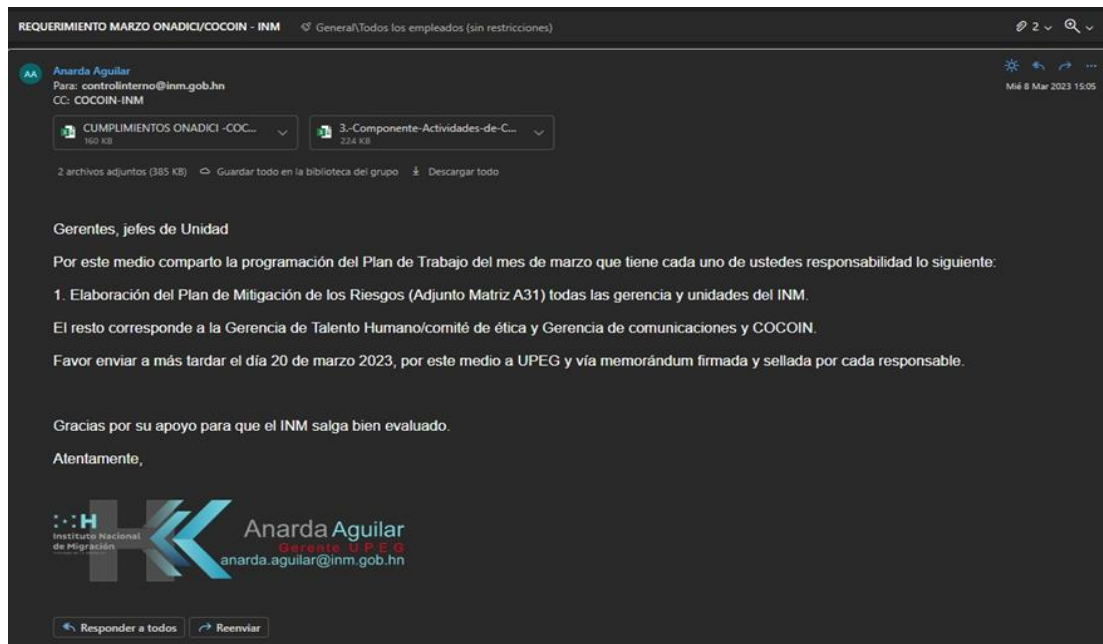 REQUERIMIENTO MARZO ONADICI/COCOIN - INM
General\Todos los empleados (sin restricciones)
2
AA
Anarda Aguilar
Para: controlinterno@inm.gob.hn
CC: COCOIN-INM
Mié 8 Mar 2023 15:05
CUMPLIMIENTOS ONADICI -COC...
160 KB
3.-Componente-Actividades-de-C...
224 KB
2 archivos adjuntos (385 KB) Guardar todo en la biblioteca del grupo Descargar todo
Gerentes, jefes de Unidad
Por este medio comparto la programación del Plan de Trabajo del mes de marzo que tiene cada uno de ustedes responsabilidad lo siguiente:
1. Elaboración del Plan de Mitigación de los Riesgos (Adjunto Matriz A31) todas las gerencia y unidades del INM.
El resto corresponde a la Gerencia de Talento Humano/comité de ética y Gerencia de comunicaciones y COCOIN.
Favor enviar a más tardar el día 20 de marzo 2023, por este medio a UPEG y vía memorándum firmada y sellada por cada responsable.
Gracias por su apoyo para que el INM salga bien evaluado.
Atentamente,
H
Instituto Nacional
de Migración
Anarda Aguilar
Gerente UPEG
anarda.aguilar@inm.gob.hn
Responder a todos
Reenviar